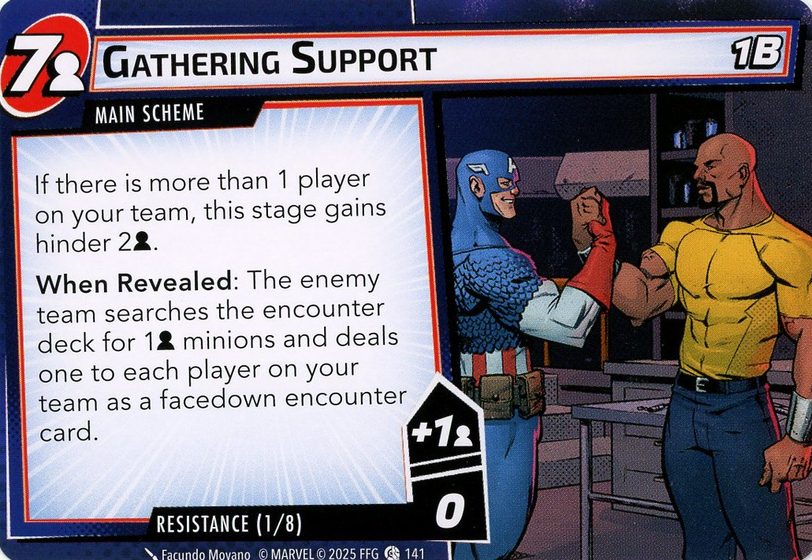 7
GATHERING SUPPORT
1B
MAIN SCHEME
If there is more than 1 player
on your team, this stage gains
hinder 2.
When Revealed: The enemy
team searches the encounter
deck for 1 minions and deals
one to each player on your
team as a facedown encounter
card.
+1
0
RESISTANCE (1/8)
Facundo Moyano © MARVEL © 2025 FFG 141